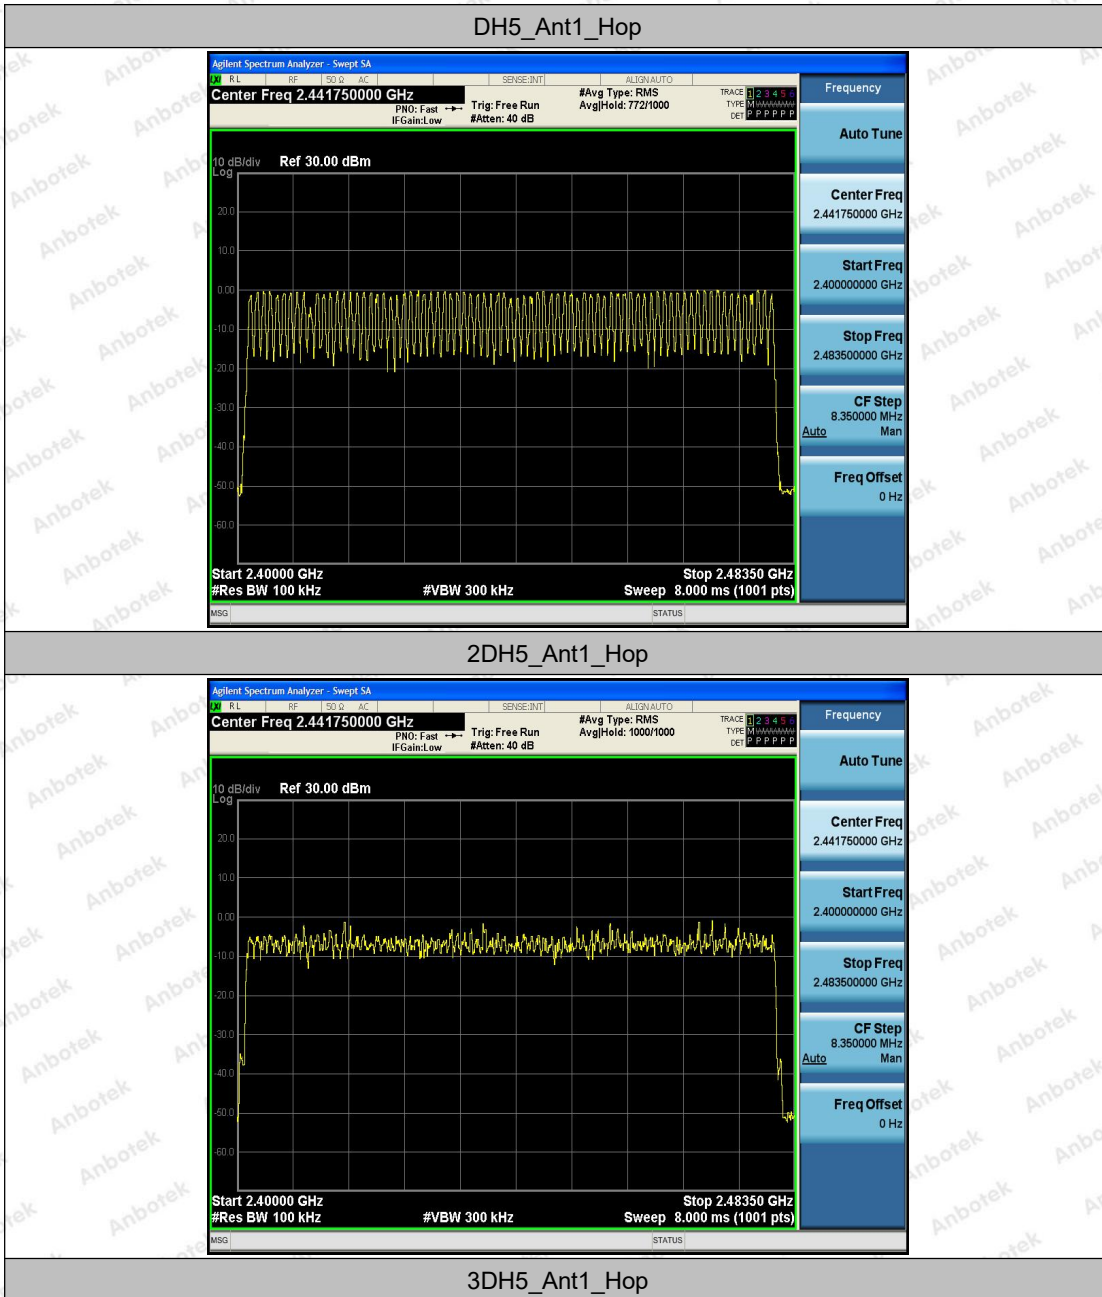 DH5_Ant1_Hop
Agilent Spectrum Analyzer - Swept SA
LXI RL RF 50 Ω AC SENSE:INT ALIGNAUTO
Center Freq 2.441750000 GHz
PNO: Fast
IFGain:Low
Trig: Free Run
#Atten: 40 dB
#Avg Type: RMS
Avg|Hold: 772/1000
TRACE 1 2 3 4 5 6
TYPE M
DET P P P P P P
Frequency
Auto Tune
Center Freq
2.441750000 GHz
Start Freq
2.400000000 GHz
Stop Freq
2.483500000 GHz
CF Step
8.350000 MHz
Auto Man
Freq Offset
0 Hz
10 dB/div Ref 30.00 dBm
Log
20.0
10.0
0.00
-10.0
-20.0
-30.0
-40.0
-50.0
-60.0
Start 2.40000 GHz Stop 2.48350 GHz
#Res BW 100 kHz #VBW 300 kHz Sweep 8.000 ms (1001 pts)
MSG STATUS
2DH5_Ant1_Hop
Agilent Spectrum Analyzer - Swept SA
LXI RL RF 50 Ω AC SENSE:INT ALIGNAUTO
Center Freq 2.441750000 GHz
PNO: Fast
IFGain:Low
Trig: Free Run
#Atten: 40 dB
#Avg Type: RMS
Avg|Hold: 1000/1000
TRACE 1 2 3 4 5 6
TYPE M
DET P P P P P P
Frequency
Auto Tune
Center Freq
2.441750000 GHz
Start Freq
2.400000000 GHz
Stop Freq
2.483500000 GHz
CF Step
8.350000 MHz
Auto Man
Freq Offset
0 Hz
10 dB/div Ref 30.00 dBm
Log
20.0
10.0
0.00
-10.0
-20.0
-30.0
-40.0
-50.0
-60.0
Start 2.40000 GHz Stop 2.48350 GHz
#Res BW 100 kHz #VBW 300 kHz Sweep 8.000 ms (1001 pts)
MSG STATUS
3DH5_Ant1_Hop